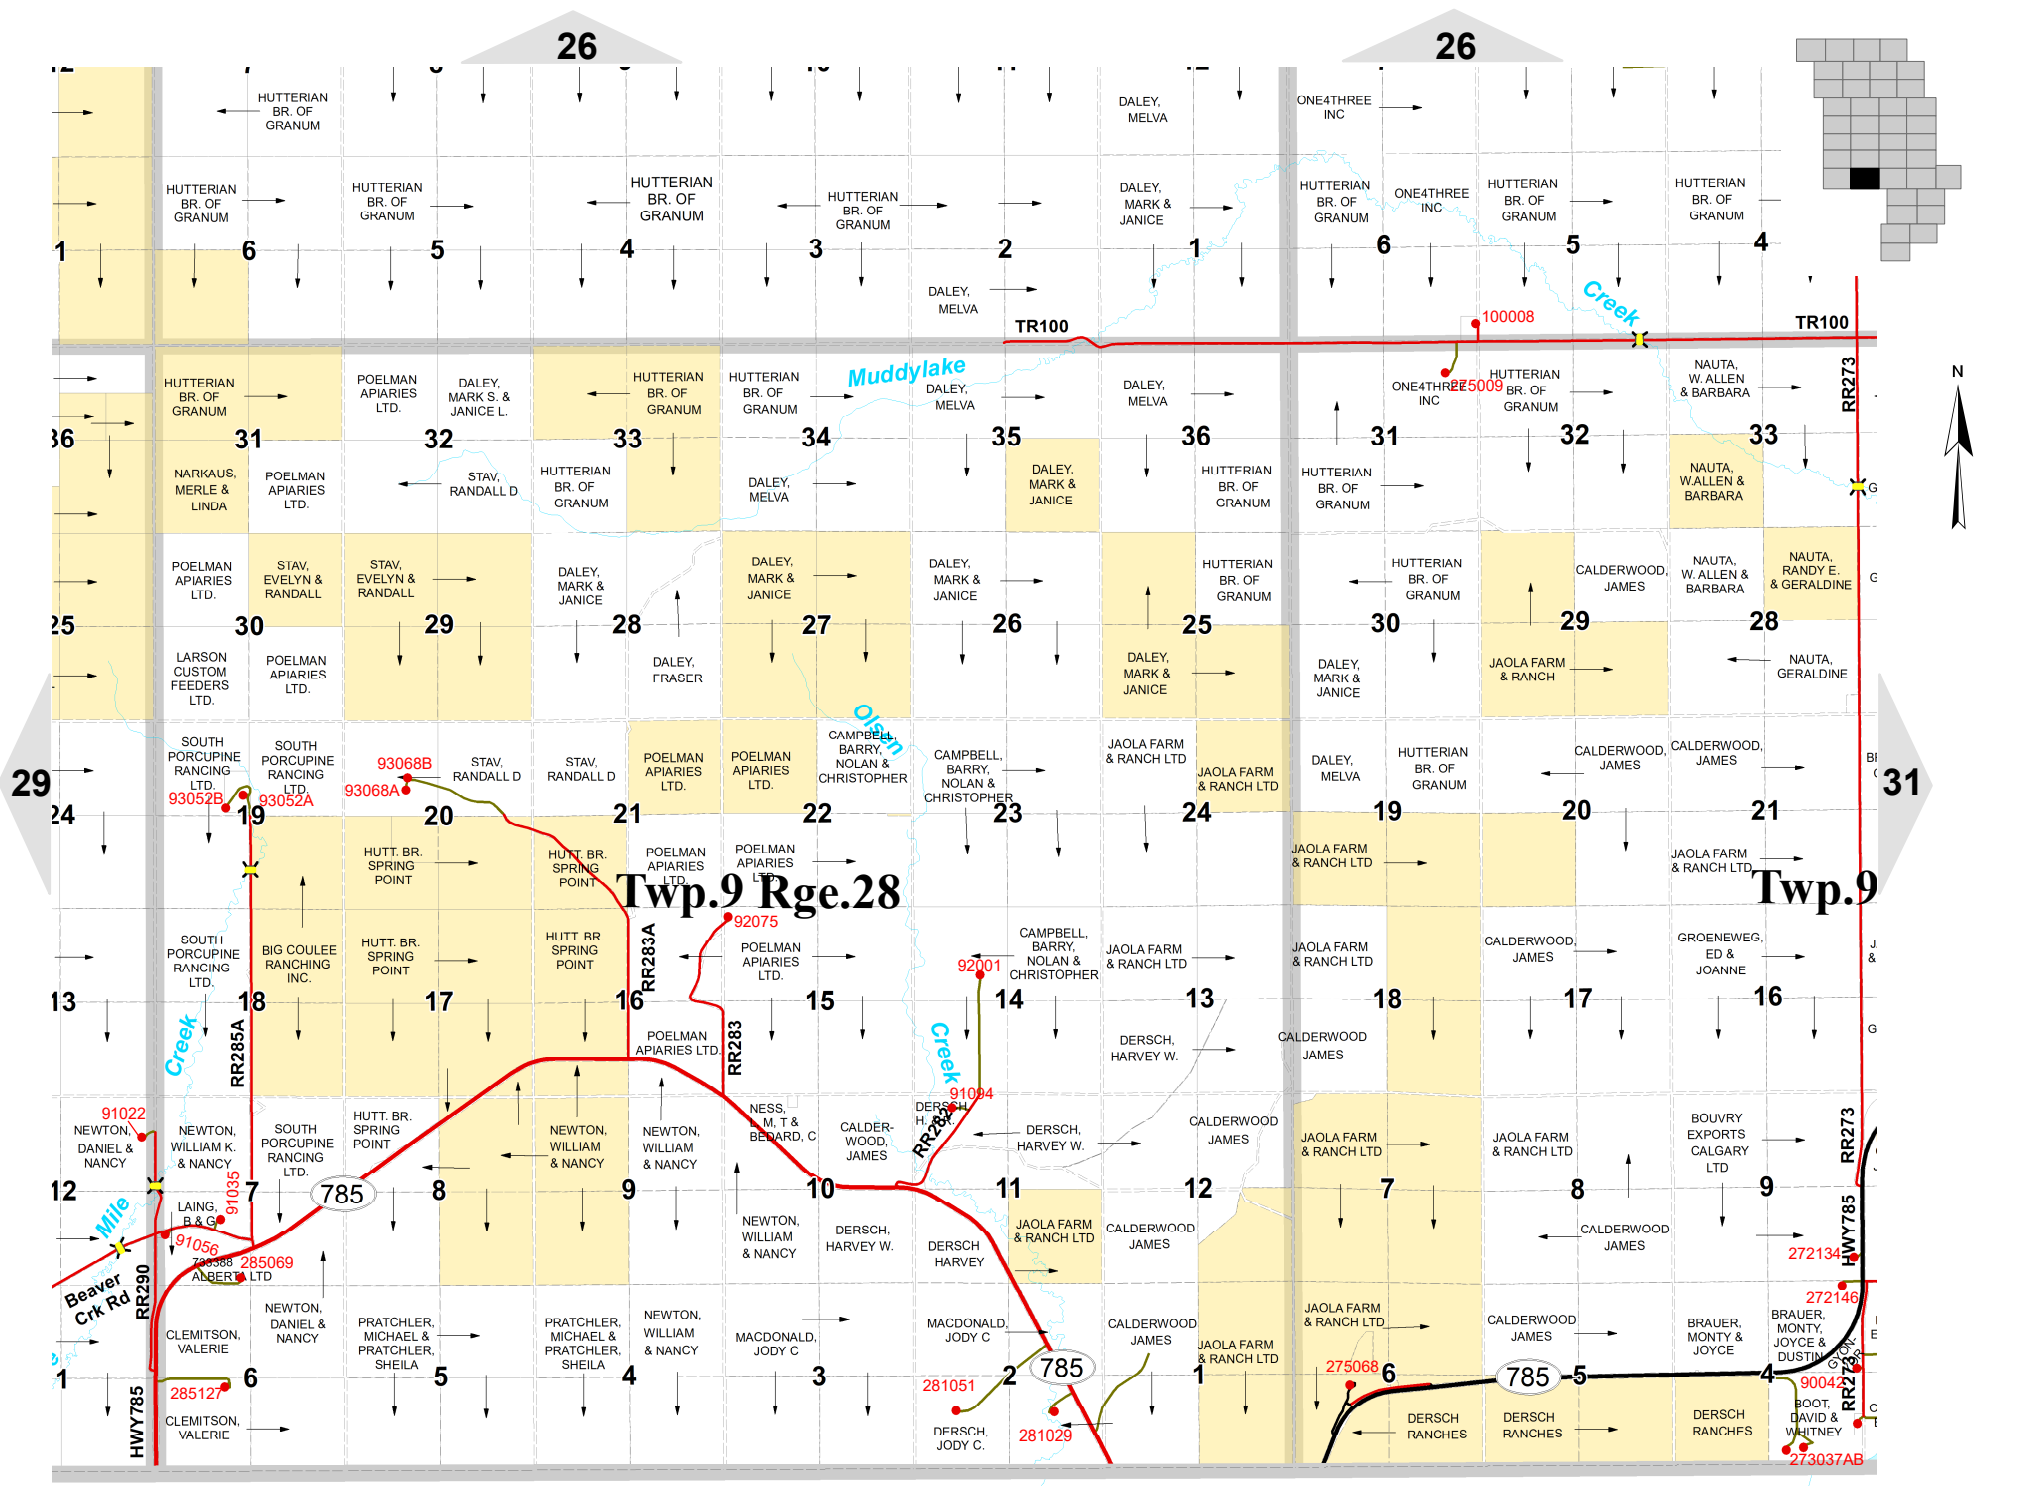 26
26
HUTTERIAN
BR. OF
GRANUM
DALEY,
MELVA
ONE4THREE
INC
HUTTERIAN
BR. OF
GRANUM
HUTTERIAN
BR. OF
GRANUM
HUTTERIAN
BR. OF
GRANUM
HUTTERIAN
BR. OF
GRANUM
DALEY,
MARK &
JANICE
HUTTERIAN
BR. OF
GRANUM
ONE4THREE
INC
HUTTERIAN
BR. OF
GRANUM
HUTTERIAN
BR. OF
GRANUM
1
6
5
4
3
2
1
6
5
4
DALEY,
MELVA
TR100
100008
Creek
TR100
N
HUTTERIAN
BR. OF
GRANUM
POELMAN
APIARIES
LTD.
DALEY,
MARK S. &
JANICE L.
HUTTERIAN
BR. OF
GRANUM
HUTTERIAN
BR. OF
GRANUM
Muddylake
DALEY,
MELVA
DALEY,
MELVA
275009
ONE4THREE
INC
HUTTERIAN
BR. OF
GRANUM
NAUTA,
W. ALLEN
& BARBARA
RR273
36
31
32
33
34
35
36
31
32
33
NARKAUS,
MERLE &
LINDA
POELMAN
APIARIES
LTD.
STAV,
RANDALL D
HUTTERIAN
BR. OF
GRANUM
DALEY,
MELVA
DALEY,
MARK &
JANICE
HUTTERIAN
BR. OF
GRANUM
HUTTERIAN
BR. OF
GRANUM
NAUTA,
W.ALLEN &
BARBARA
POELMAN
APIARIES
LTD.
STAV,
EVELYN &
RANDALL
STAV,
EVELYN &
RANDALL
DALEY,
MARK &
JANICE
DALEY,
MARK &
JANICE
DALEY,
MARK &
JANICE
HUTTERIAN
BR. OF
GRANUM
HUTTERIAN
BR. OF
GRANUM
CALDERWOOD,
JAMES
NAUTA,
W. ALLEN &
BARBARA
NAUTA,
RANDY E.
& GERALDINE
25
30
29
28
27
26
25
30
29
28
LARSON
CUSTOM
FEEDERS
LTD.
POELMAN
APIARIES
LTD.
DALEY,
FRASER
DALEY,
MARK &
JANICE
DALEY,
MARK &
JANICE
JAOLA FARM
& RANCH
NAUTA,
GERALDINE
29
31
SOUTH
PORCUPINE
RANCING
LTD.
SOUTH
PORCUPINE
RANCING
LTD.
93052B
93052A
93068B
93068A
STAV,
RANDALL D
STAV,
RANDALL D
POELMAN
APIARIES
LTD.
POELMAN
APIARIES
LTD.
Olsen
CAMPBELL,
BARRY,
NOLAN &
CHRISTOPHER
CAMPBELL,
BARRY,
NOLAN &
CHRISTOPHER
JAOLA FARM
& RANCH LTD
JAOLA FARM
& RANCH LTD
DALEY,
MELVA
HUTTERIAN
BR. OF
GRANUM
CALDERWOOD,
JAMES
CALDERWOOD,
JAMES
24
19
20
21
22
23
24
19
20
21
HUTT. BR.
SPRING
POINT
HUTT. BR.
SPRING
POINT
POELMAN
APIARIES
LTD.
POELMAN
APIARIES
LTD.
JAOLA FARM
& RANCH LTD
JAOLA FARM
& RANCH LTD
Twp.9 Rge.28
Twp.9
92075
SOUTH
PORCUPINE
RANCING
LTD.
BIG COULEE
RANCHING
INC.
HUTT. BR.
SPRING
POINT
HUTT. BR
SPRING
POINT
RR283A
POELMAN
APIARIES
LTD.
92001
CAMPBELL,
BARRY,
NOLAN &
CHRISTOPHER
JAOLA FARM
& RANCH LTD
JAOLA FARM
& RANCH LTD
CALDERWOOD,
JAMES
GROENEWEG,
ED &
JOANNE
13
18
17
16
15
14
13
18
17
16
Creek
RR285A
POELMAN
APIARIES LTD.
RR283
Creek
DERSCH,
HARVEY W.
CALDERWOOD
JAMES
91022
NEWTON,
DANIEL &
NANCY
NEWTON,
WILLIAM K.
& NANCY
SOUTH
PORCUPINE
RANCING
LTD.
HUTT. BR.
SPRING
POINT
NEWTON,
WILLIAM
& NANCY
NEWTON,
WILLIAM
& NANCY
NESS,
L M, T &
BEDARD, C
CALDER-
WOOD,
JAMES
91094
DERSCH,
RR282
DERSCH,
HARVEY W.
CALDERWOOD
JAMES
JAOLA FARM
& RANCH LTD
JAOLA FARM
& RANCH LTD
BOUVRY
EXPORTS
CALGARY
LTD
RR273
12
7
785
8
9
10
11
12
7
8
9
Mile
91035
LAING,
B & G
91056
285069
ALBERTA LTD
NEWTON,
WILLIAM
& NANCY
DERSCH,
HARVEY W.
DERSCH
HARVEY
JAOLA FARM
& RANCH LTD
CALDERWOOD
JAMES
CALDERWOOD
JAMES
272134
HWY785
272146
Beaver
Crk Rd
RR290
CLEMITSON,
VALERIE
NEWTON,
DANIEL &
NANCY
PRATCHLER,
MICHAEL &
PRATCHLER,
SHEILA
PRATCHLER,
MICHAEL &
PRATCHLER,
SHEILA
NEWTON,
WILLIAM
& NANCY
MACDONALD,
JODY C
MACDONALD,
JODY C
CALDERWOOD
JAMES
JAOLA FARM
& RANCH LTD
JAOLA FARM
& RANCH LTD
CALDERWOOD
JAMES
BRAUER,
MONTY &
JOYCE
BRAUER,
MONTY,
JOYCE &
DUSTIN
1
6
5
4
3
2
785
1
275068
6
785
5
4
90042
RR273
285127
HWY785
CLEMITSON,
VALERIE
281051
DERSCH,
JODY C.
281029
DERSCH
RANCHES
DERSCH
RANCHES
DERSCH
RANCHES
BOOT,
DAVID &
WHITNEY
273037AB